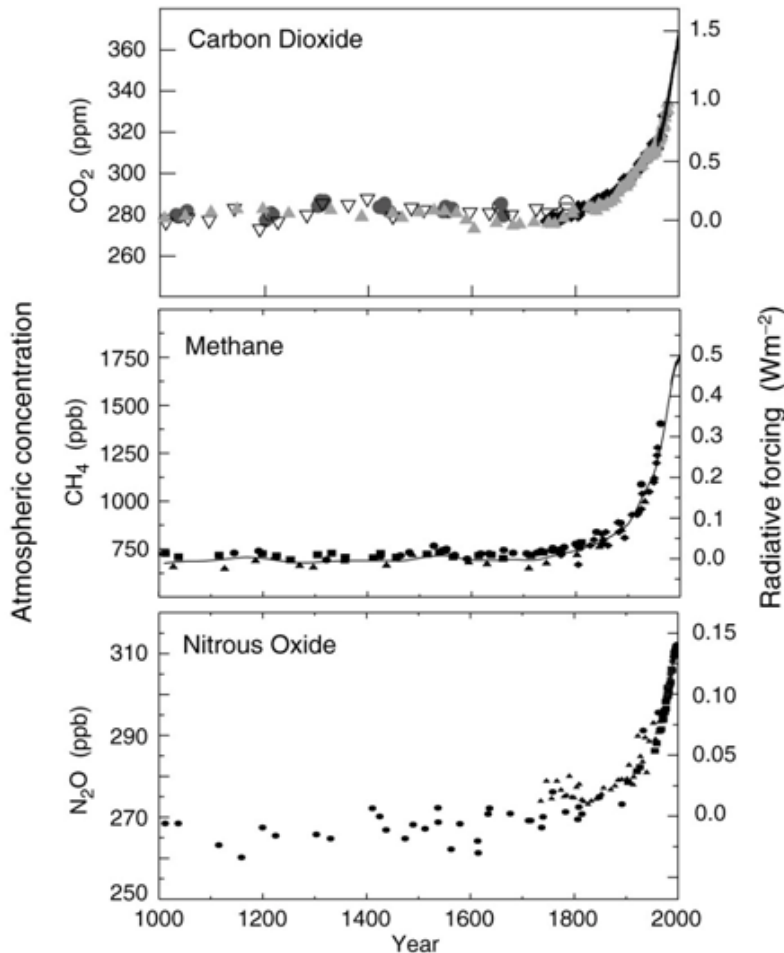 Carbon Dioxide
360
340
320
300
280
260
CO₂ (ppm)
1.5
1.0
0.5
0.0
Methane
1750
1500
1250
1000
750
CH₄ (ppb)
0.5
0.4
0.3
0.2
0.1
0.0
Atmospheric concentration
Radiative forcing (Wm⁻²)
Nitrous Oxide
310
290
270
250
N₂O (ppb)
0.15
0.10
0.05
0.0
1000 1200 1400 1600 1800 2000
Year